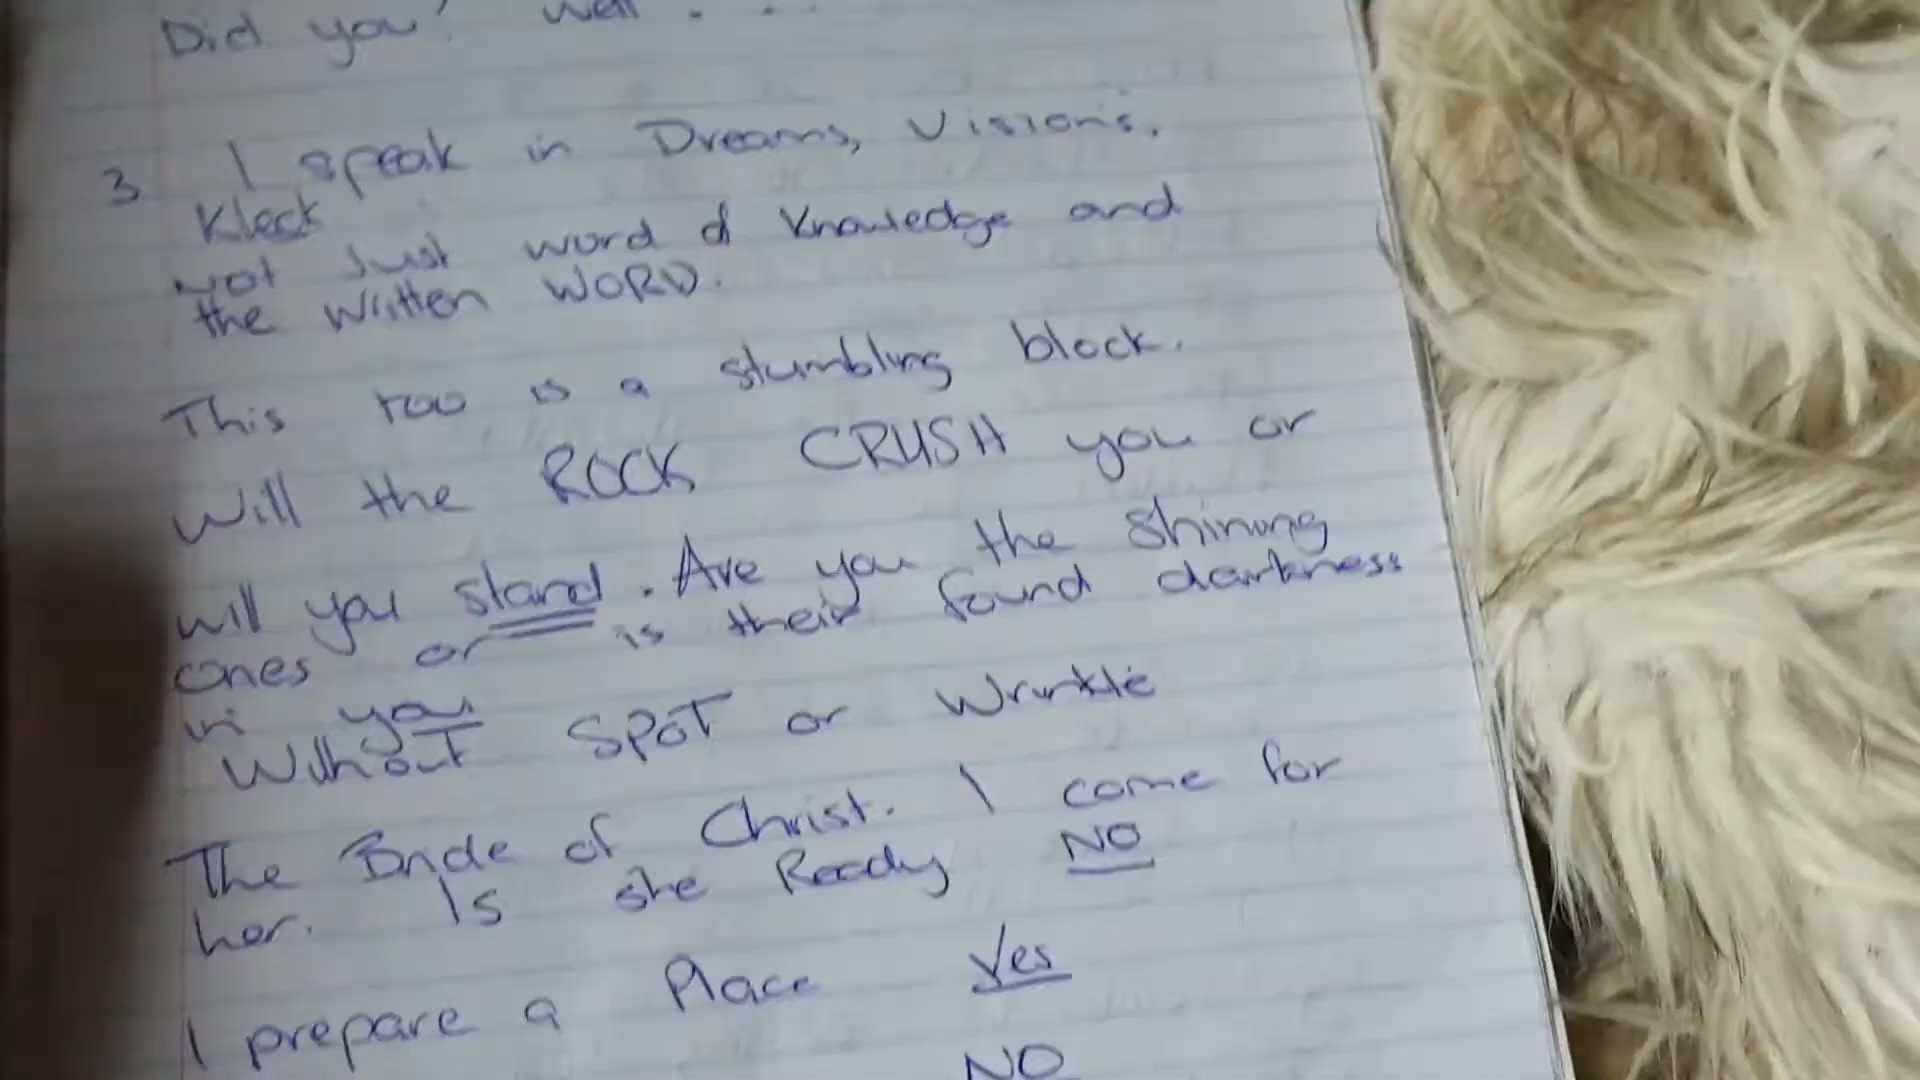 Did you? Well . . .
3 I speak in Dreams, Visions.
Kleck
not Just word of Knowledge and
the written WORD.
This too is a stumbling block.
Will the ROCK CRUSH you or
will you stand. Are you the shining
ones or is their found darkness
in you
Without SPOT or Wrinkle
The Bride of Christ. I come for
her. Is she Ready NO
I prepare a Place Yes
NO